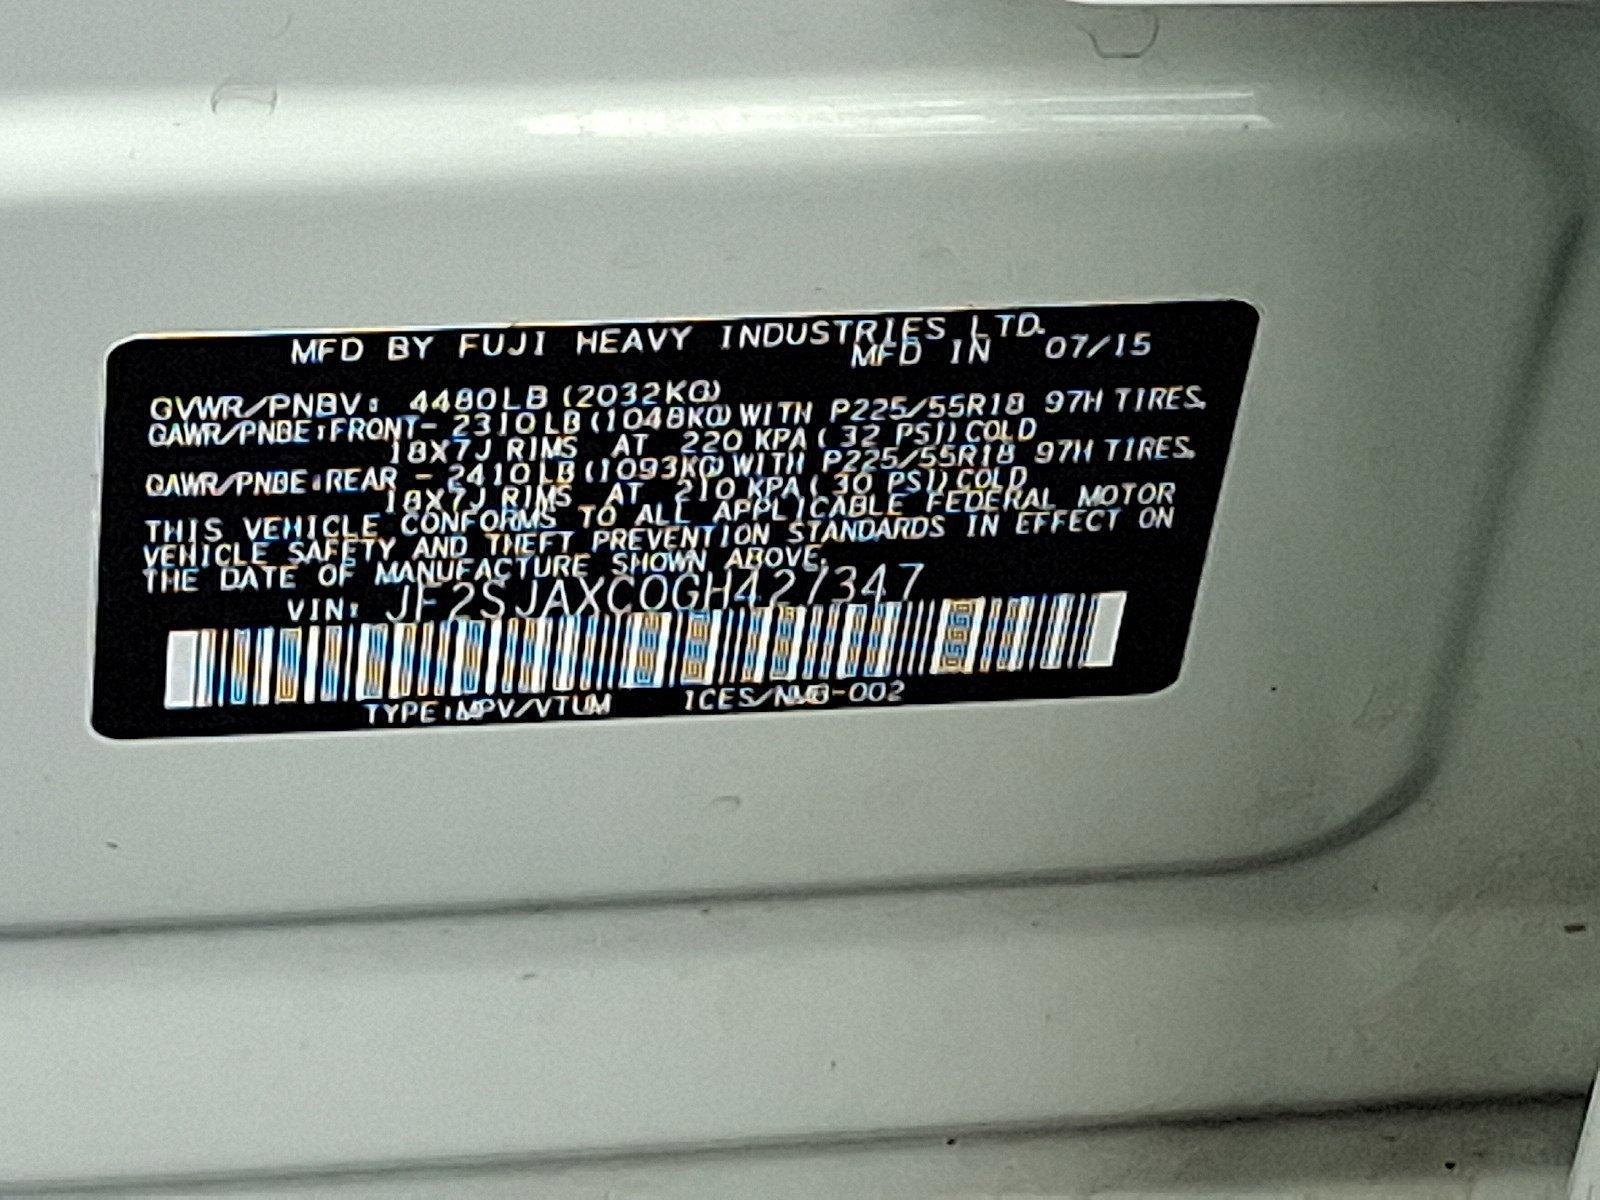 MFD BY FUJI HEAVY INDUSTRIES LTD.
MFD IN 07/15
GVWR/PNBV: 4480LB (2032KG)
GAWR/PNBE:FRONT- 2310LB(1048KG)WITH P225/55R18 97H TIRES,
18X7J RIMS AT 220 KPA( 32 PSI)COLD
GAWR/PNBE:REAR - 2410LB(1093KG)WITH P225/55R18 97H TIRES,
18X7J RIMS AT 210 KPA( 30 PSI)COLD
THIS VEHICLE CONFORMS TO ALL APPLICABLE FEDERAL MOTOR
VEHICLE SAFETY AND THEFT PREVENTION STANDARDS IN EFFECT ON
THE DATE OF MANUFACTURE SHOWN ABOVE.
VIN: JF2SJAXC0GH427347
TYPE:MPV/VTUM ICES/NMB-002